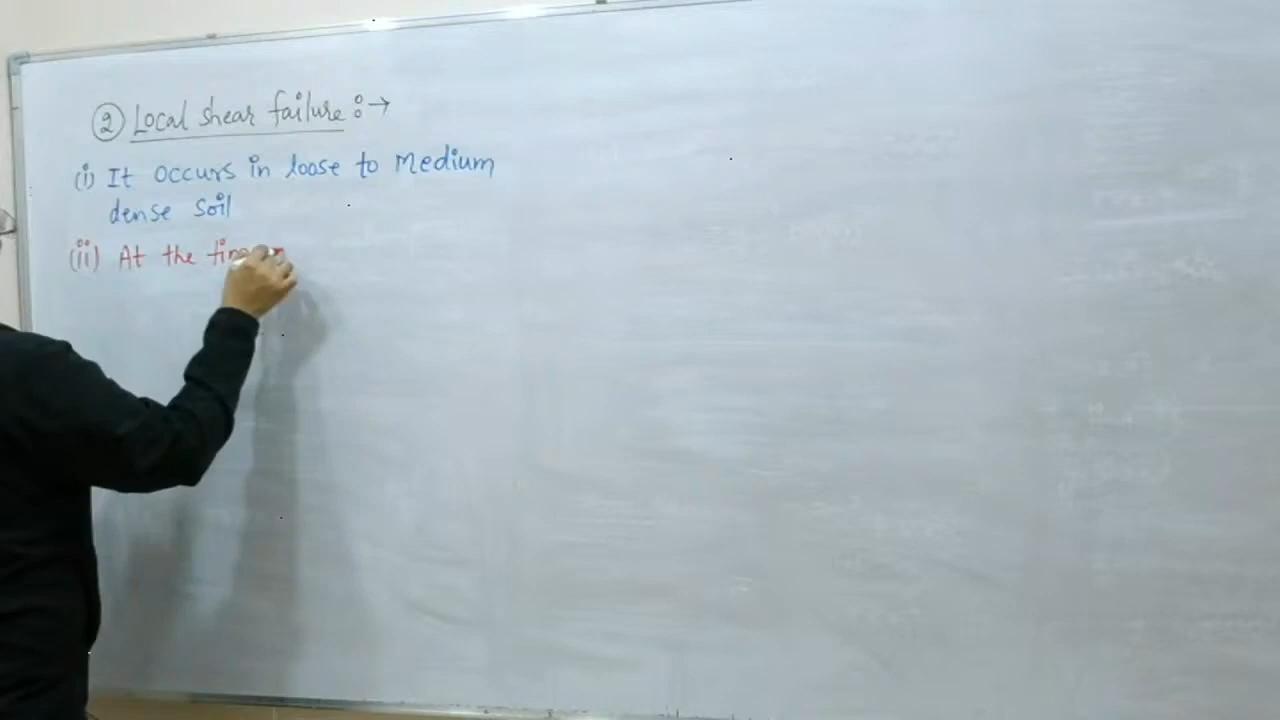 ② Local shear failure :→
(i) It occurs in loose to Medium
dense soil
(ii) At the